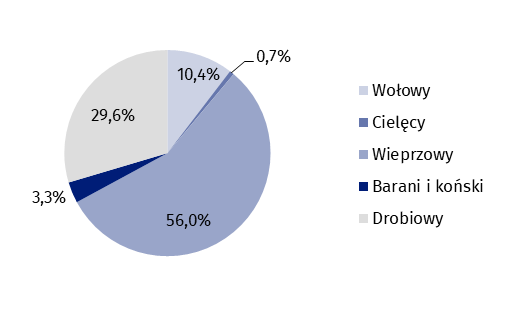 0,7%
10,4%
29,6%
3,3%
56,0%
Wołowy
Cielęcy
Wieprzowy
Barani i koński
Drobiowy